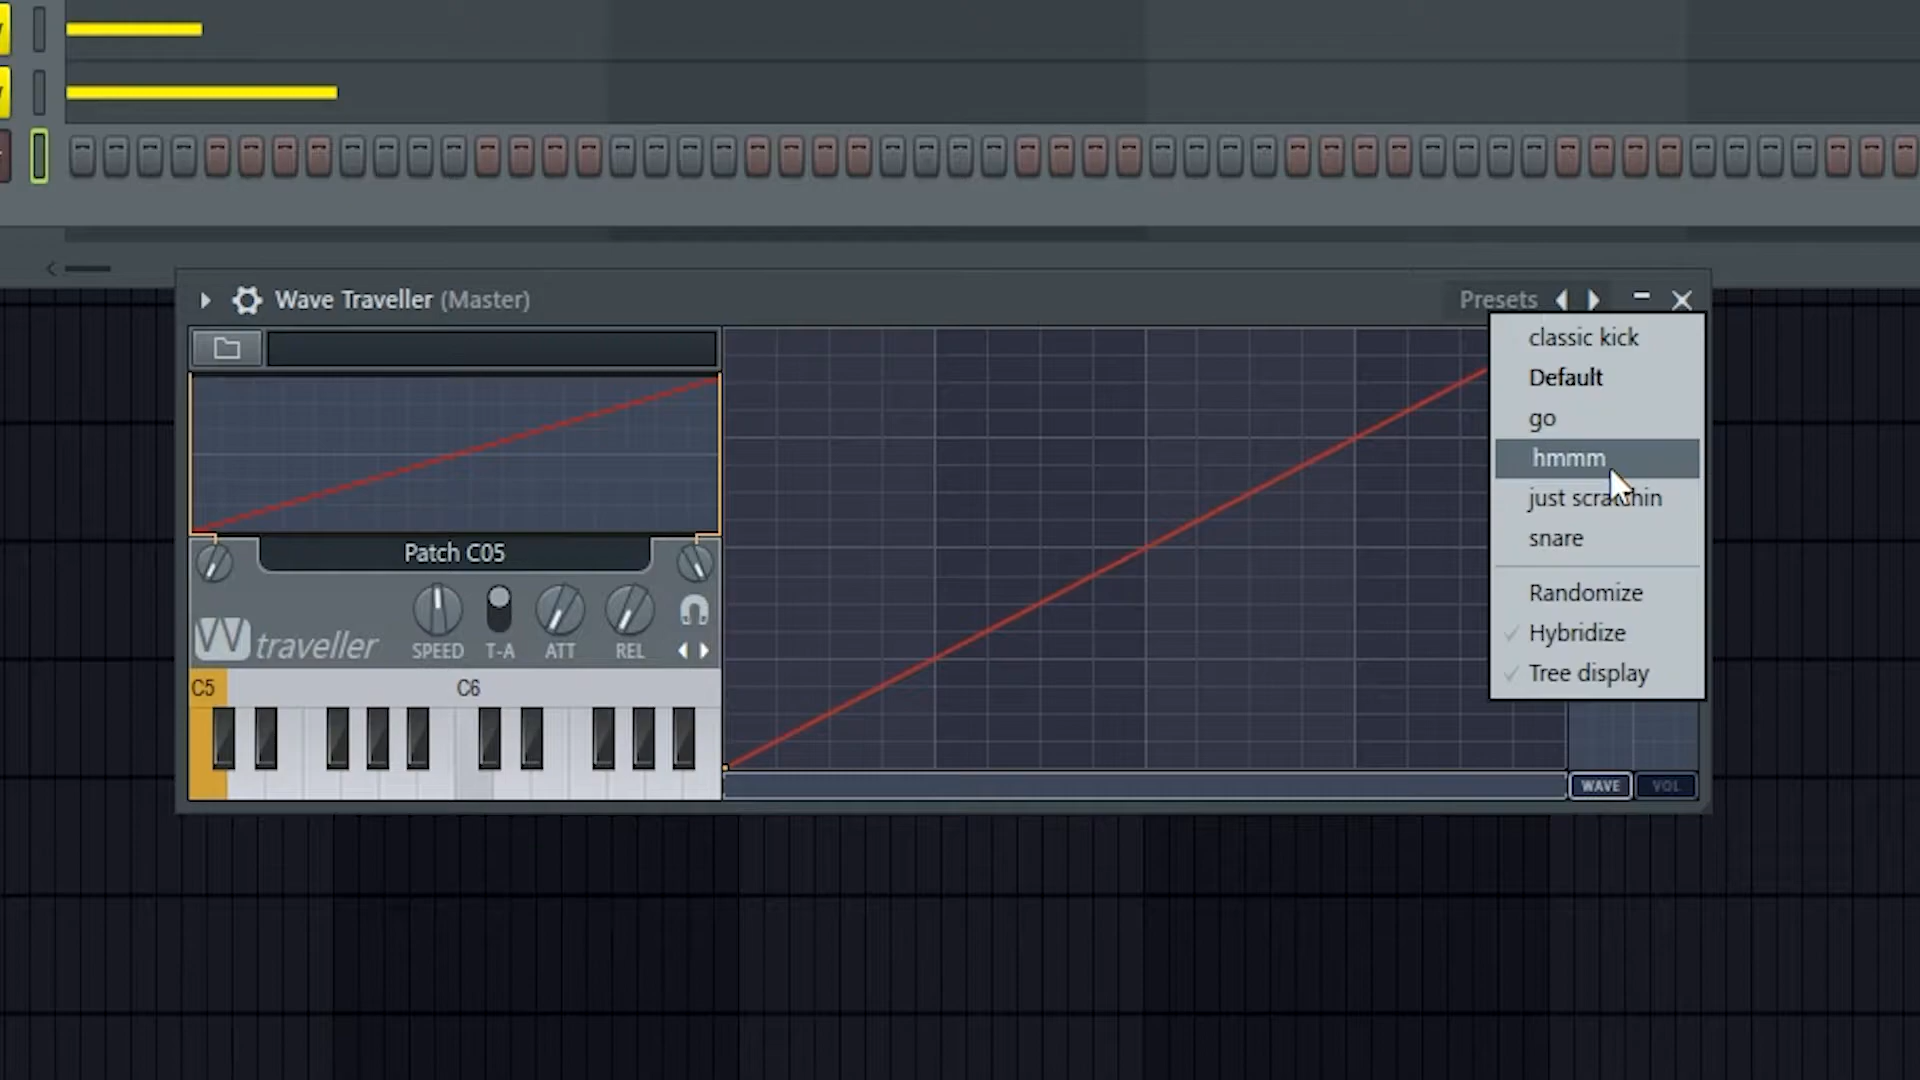 Wave Traveller (Master)
Presets
classic kick
Default
go
hmmm
just scratchin
snare
Randomize
Hybridize
Tree display
Patch C05
W traveller
SPEED T-A ATT REL
C5 C6
WAVE VOL